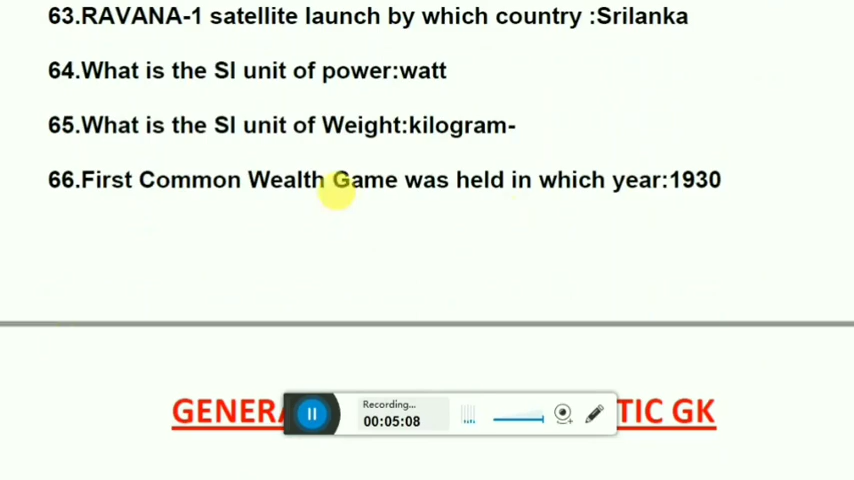 63.RAVANA-1 satellite launch by which country :Srilanka
64.What is the SI unit of power:watt
65.What is the SI unit of Weight:kilogram-
66.First Common Wealth Game was held in which year:1930
Recording...
00:05:08
GENERA TIC GK